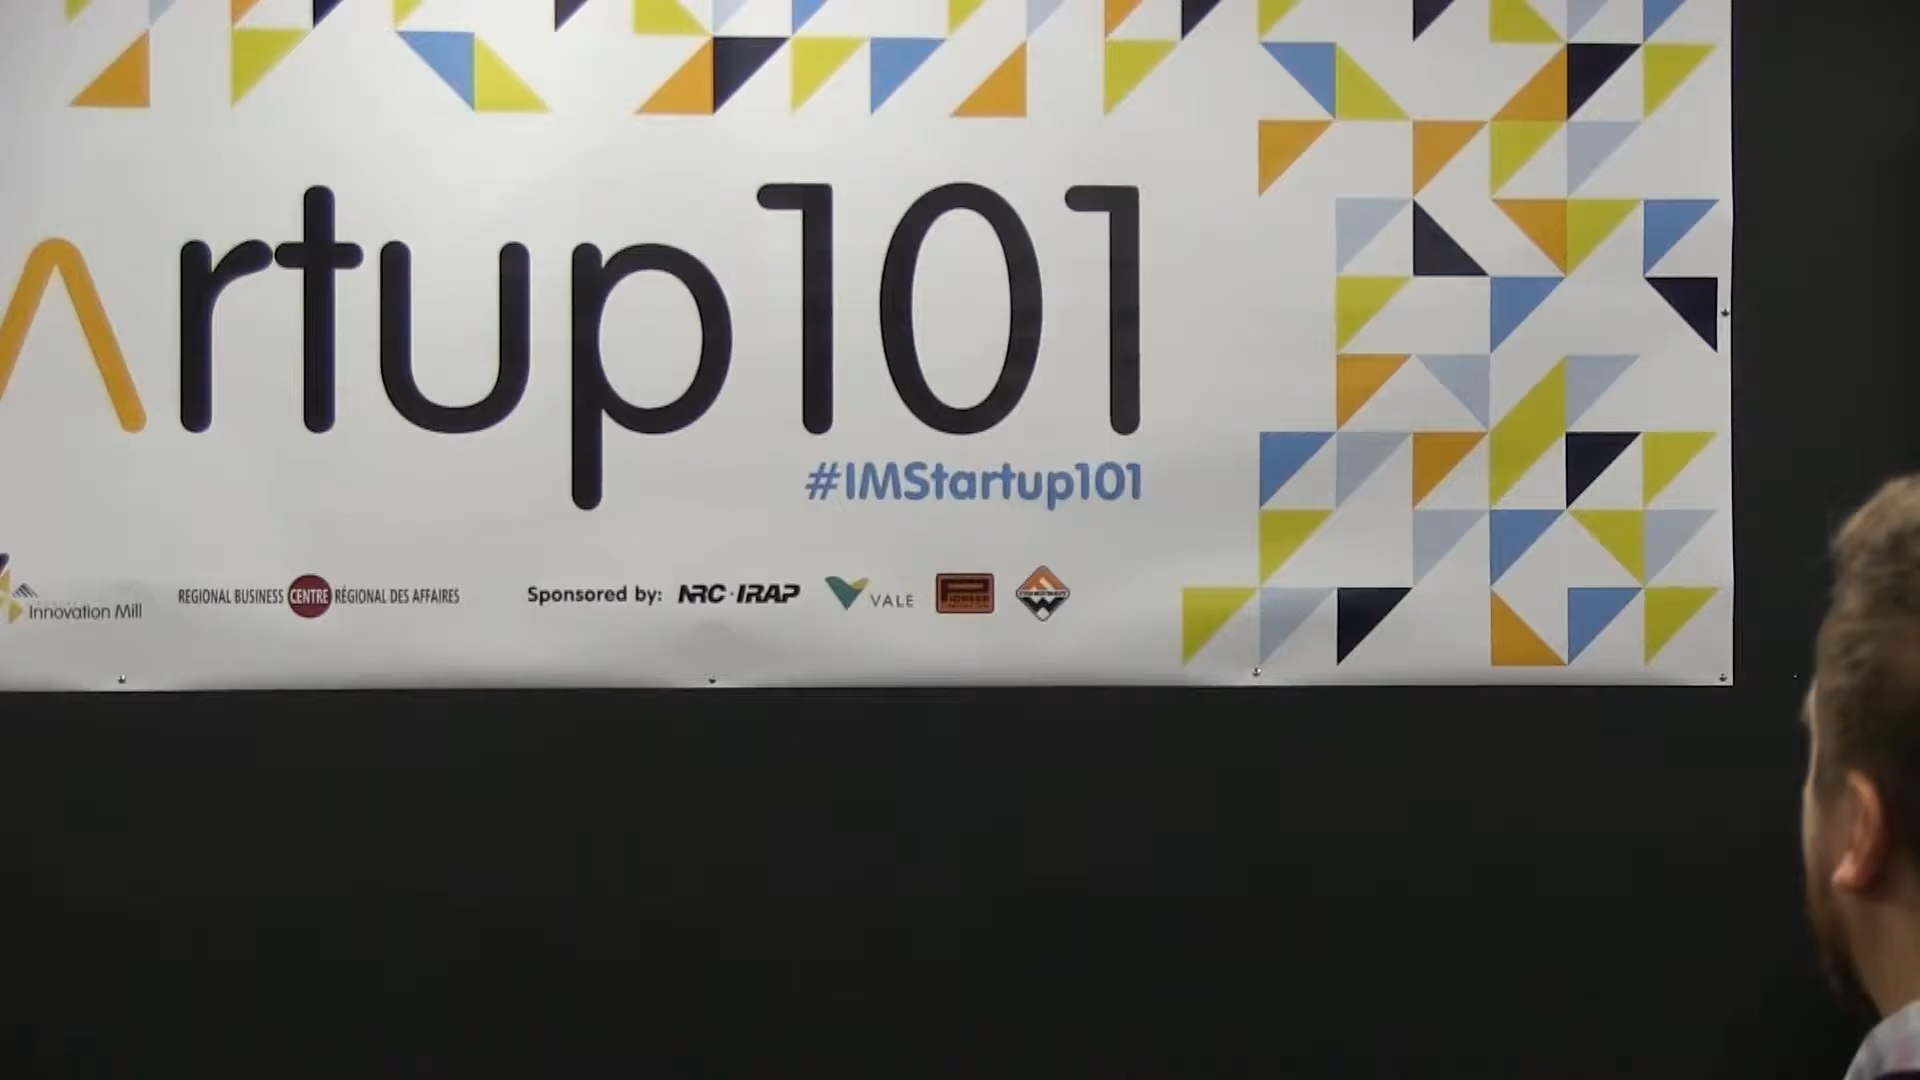 rtup101
#IMStartup101
Innovation Mill
REGIONAL BUSINESS CENTRE RÉGIONAL DES AFFAIRES
Sponsored by: NRC·IRAP VALE